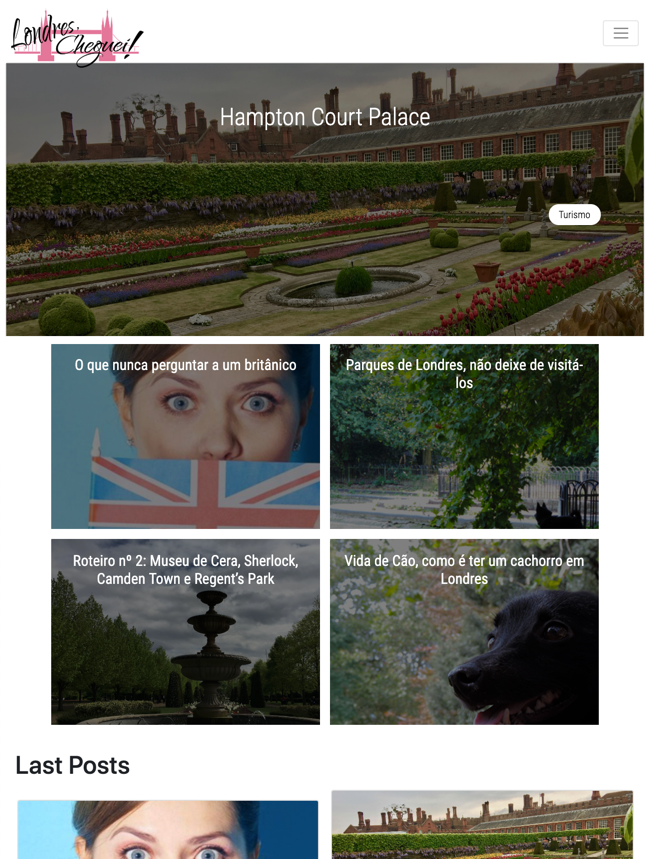 Londres,
Cheguei!
Hampton Court Palace
Turismo
O que nunca perguntar a um britânico
Parques de Londres, não deixe de visitá-
los
Roteiro nº 2: Museu de Cera, Sherlock,
Camden Town e Regent’s Park
Vida de Cão, como é ter um cachorro em
Londres
Last Posts